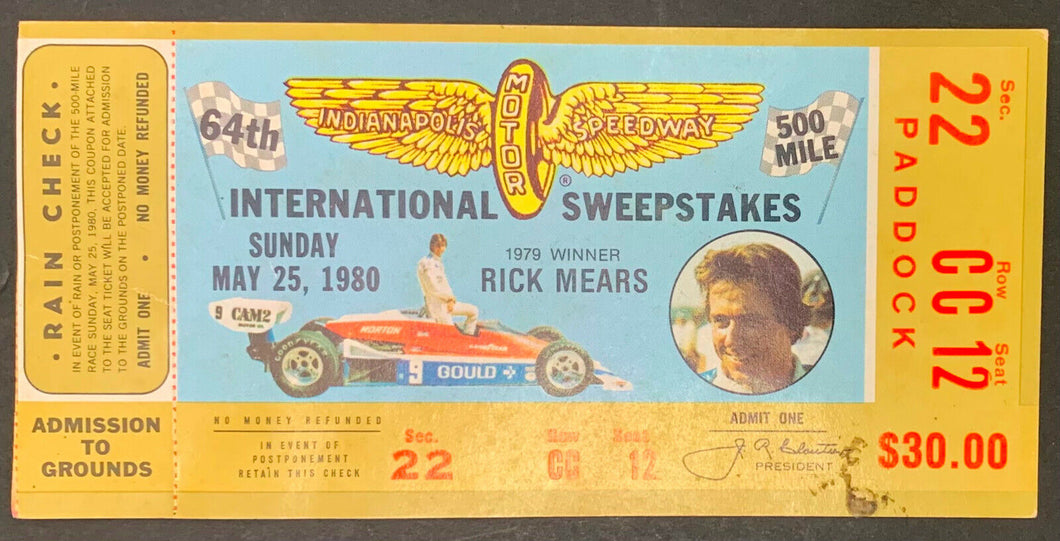 • RAIN CHECK •
IN EVENT OF RAIN OR POSTPONEMENT OF THE 500-MILE
RACE SUNDAY, MAY 25, 1980, THIS COUPON ATTACHED
TO THE SEAT TICKET WILL BE ACCEPTED FOR ADMISSION
TO THE GROUNDS ON THE POSTPONED DATE.
ADMIT ONE • NO MONEY REFUNDED
ADMISSION
TO
GROUNDS
64th
INDIANAPOLIS
MOTOR
SPEEDWAY
®
500
MILE
INTERNATIONAL SWEEPSTAKES
SUNDAY
MAY 25, 1980
1979 WINNER
RICK MEARS
9 CAM2
MOTOR OIL
GOODYEAR
NORTON
9 GOULD
NO MONEY REFUNDED
IN EVENT OF
POSTPONEMENT
RETAIN THIS CHECK
Sec.
22
Row
CC
Seat
12
ADMIT ONE
PRESIDENT
Sec.
22
PADDOCK
Row
CC
Seat
12
$30.00